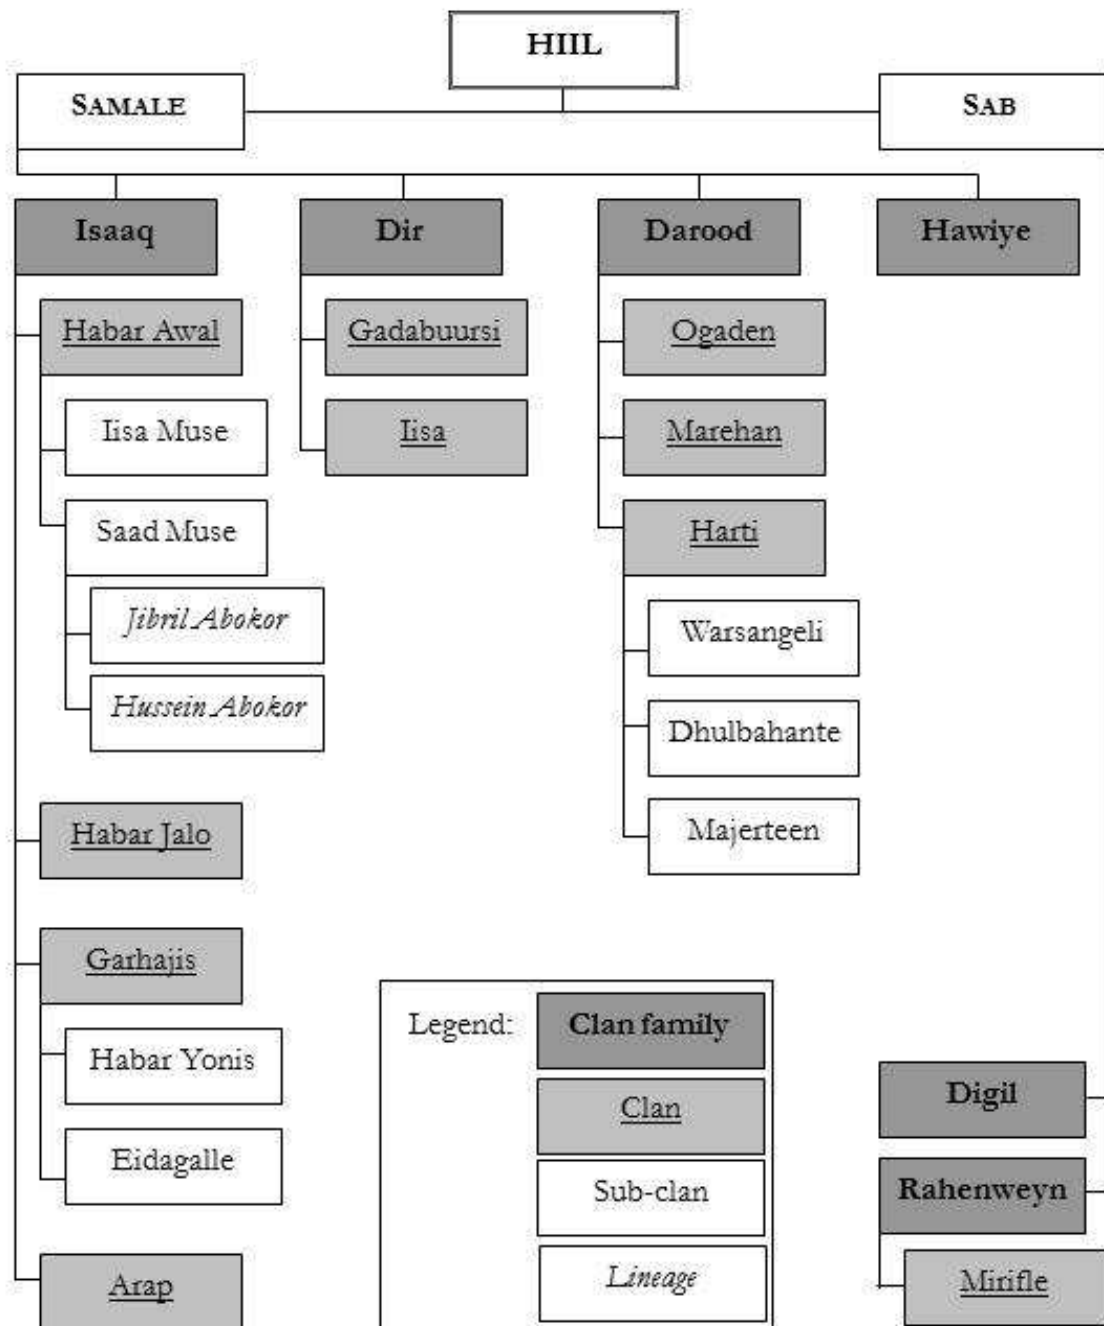 HIIL
SAMALE
SAB
Isaaq
Dir
Darood
Hawiye
Habar Awal
Gadabuursi
Ogaden
Iisa Muse
Iisa
Marehan
Saad Muse
Harti
Jibril Abokor
Warsangeli
Hussein Abokor
Dhulbahante
Majerteen
Habar Jalo
Garhajis
Habar Yonis
Eidagalle
Arap
Legend:
Clan family
Clan
Sub-clan
Lineage
Digil
Rahenweyn
Mirifle